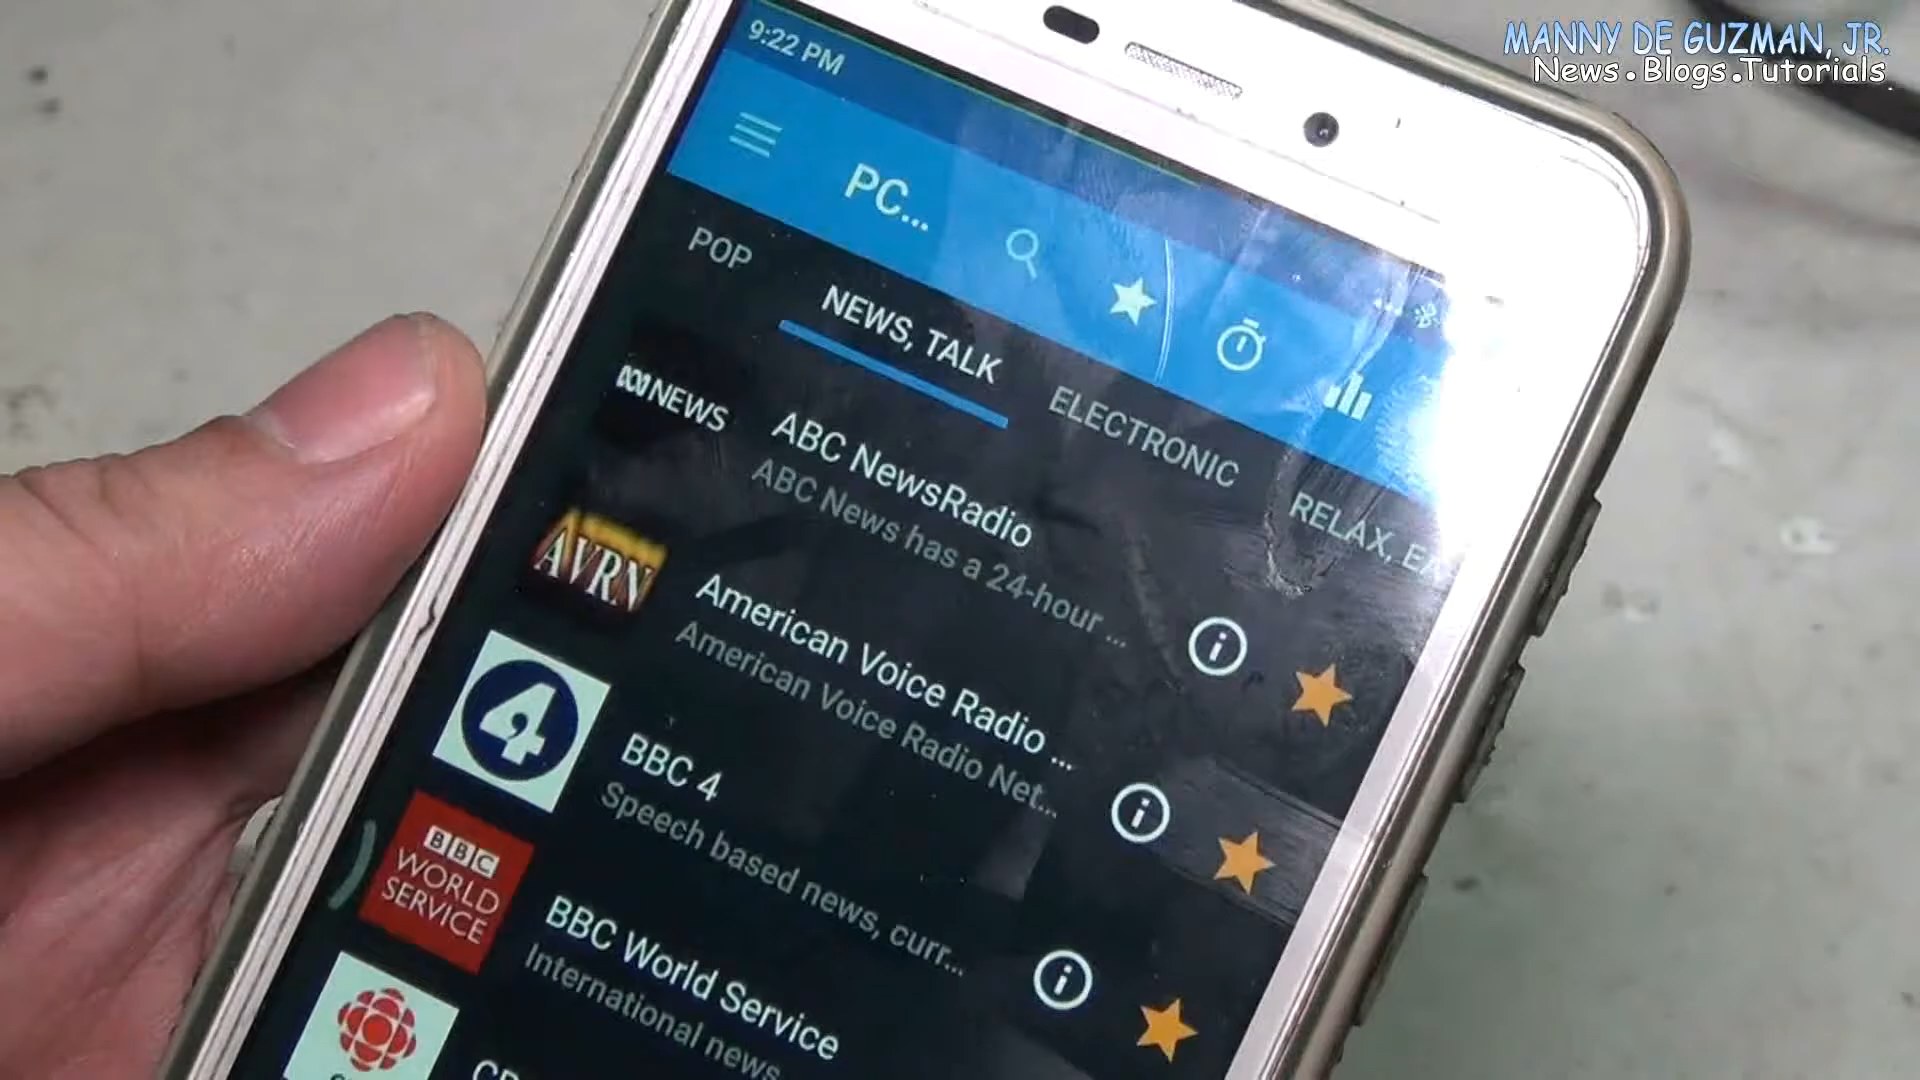 MANNY DE GUZMAN, JR.
News.Blogs.Tutorials
9:22 PM
PC...
POP
NEWS, TALK
ELECTRONIC
RELAX,
NEWS
ABC NewsRadio
ABC News has a 24-hour ...
AVRN
American Voice Radio ...
American Voice Radio Net...
4
BBC 4
Speech based news, curr...
BBC
WORLD
SERVICE
BBC World Service
International news